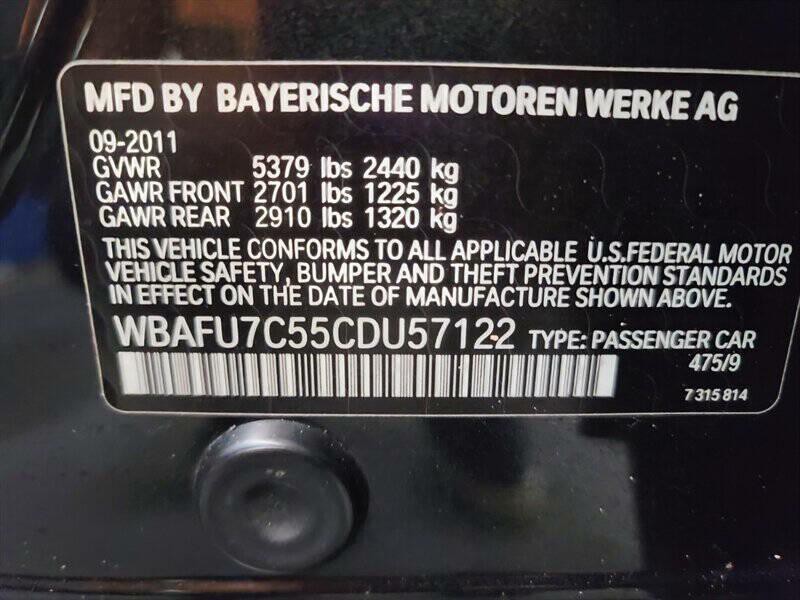 MFD BY BAYERISCHE MOTOREN WERKE AG
09-2011
GVWR 5379 lbs 2440 kg
GAWR FRONT 2701 lbs 1225 kg
GAWR REAR 2910 lbs 1320 kg
THIS VEHICLE CONFORMS TO ALL APPLICABLE U.S.FEDERAL MOTOR
VEHICLE SAFETY, BUMPER AND THEFT PREVENTION STANDARDS
IN EFFECT ON THE DATE OF MANUFACTURE SHOWN ABOVE.
WBAFU7C55CDU57122 TYPE: PASSENGER CAR
475/9
7 315 814